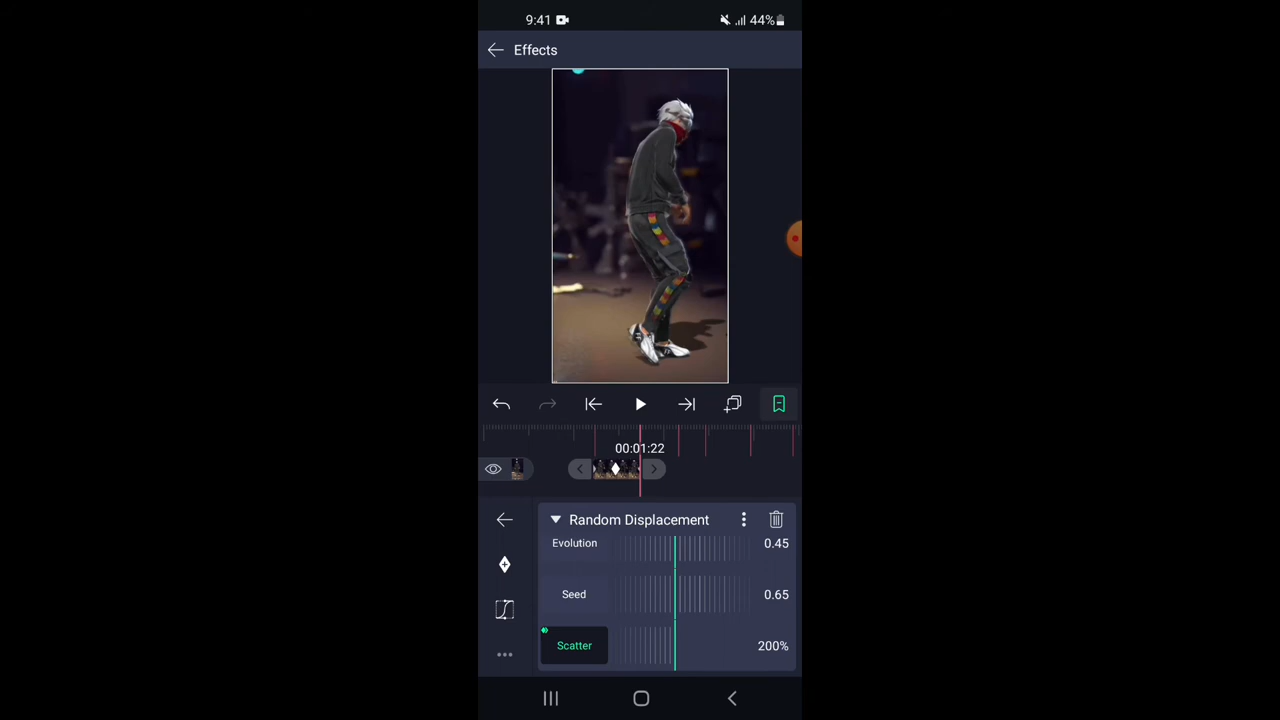 9:41
44%
Effects
00:01:22
Random Displacement
Evolution
0.45
Seed
0.65
Scatter
200%